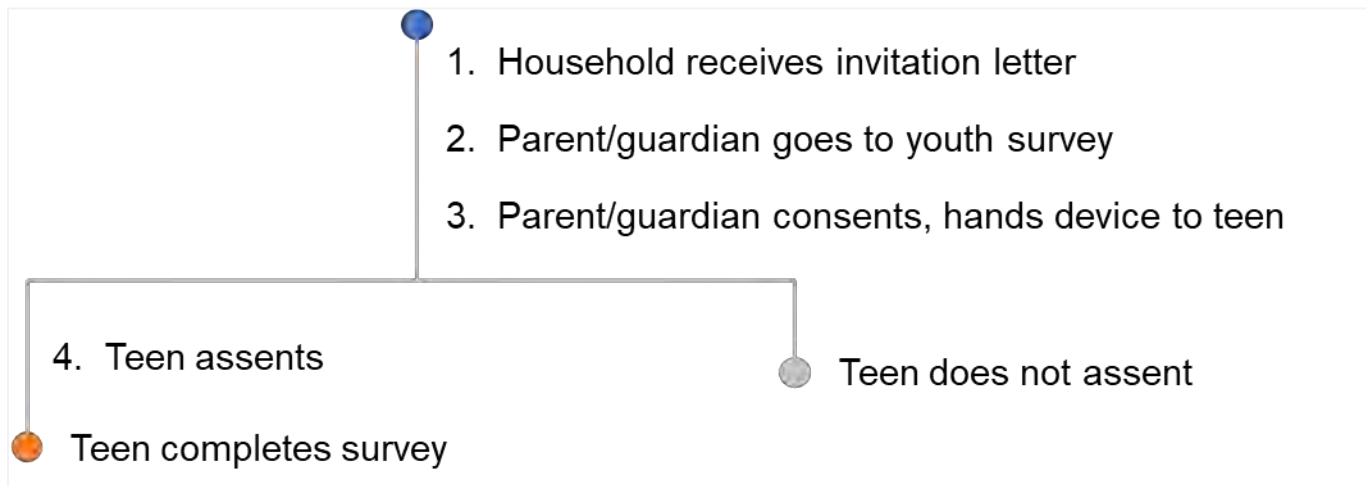 1. Household receives invitation letter
2. Parent/guardian goes to youth survey
3. Parent/guardian consents, hands device to teen
4. Teen assents
Teen does not assent
Teen completes survey